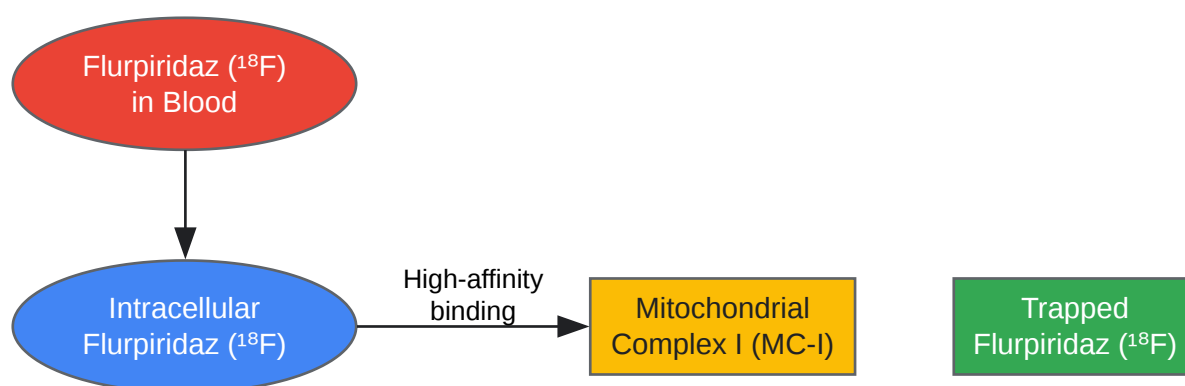 Flurpiridaz (¹⁸F)
in Blood
Intracellular
Flurpiridaz (¹⁸F)
High-affinity
binding
Mitochondrial
Complex I (MC-I)
Trapped
Flurpiridaz (¹⁸F)